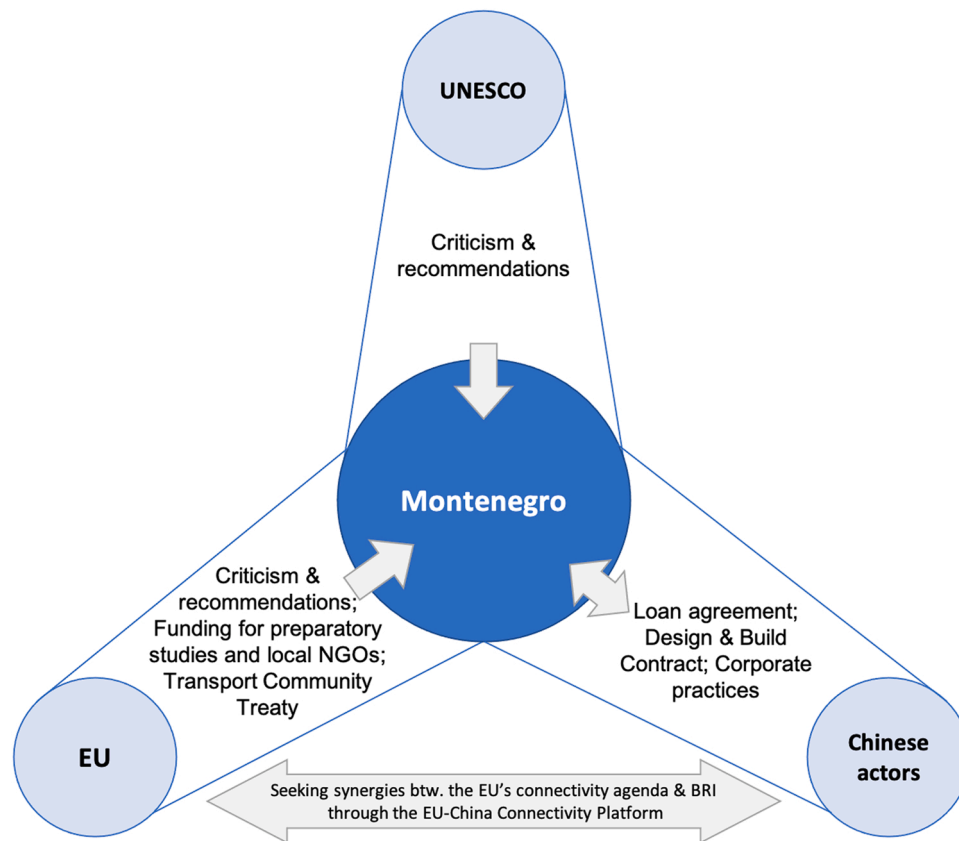 UNESCO
Criticism &
recommendations
Montenegro
Criticism &
recommendations;
Funding for preparatory
studies and local NGOs;
Transport Community
Treaty
Loan agreement;
Design & Build
Contract; Corporate
practices
EU
Chinese
actors
Seeking synergies btw. the EU’s connectivity agenda & BRI
through the EU-China Connectivity Platform